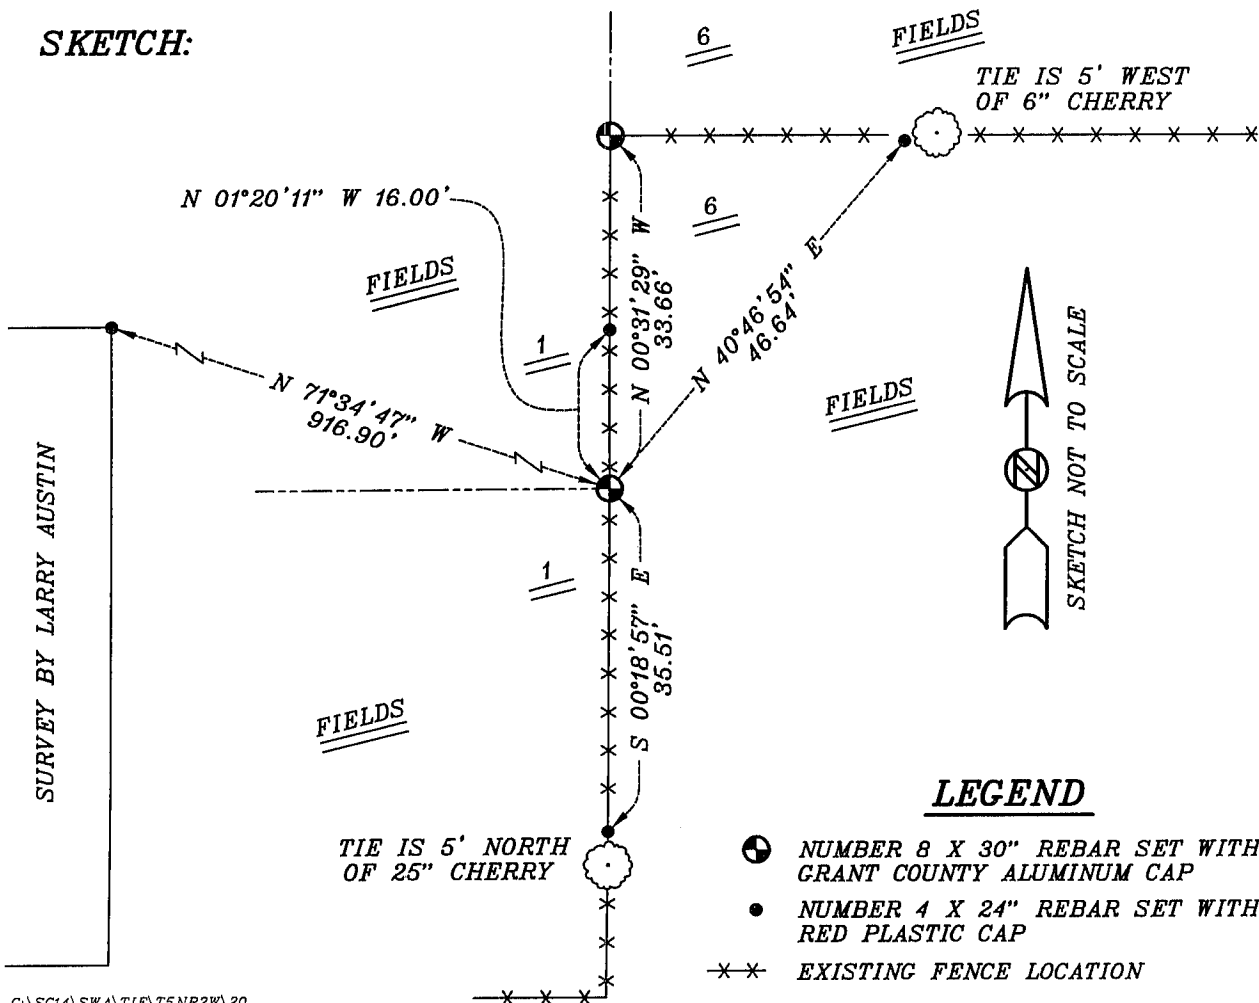 SKETCH:
6
FIELDS
TIE IS 5' WEST
OF 6" CHERRY
N 01°20'11" W 16.00'
6
FIELDS
N 00°31'29" W
33.66'
N 40°46'54" E
46.64'
1
N 71°34'47" W
916.90'
FIELDS
SKETCH NOT TO SCALE
N
SURVEY BY LARRY AUSTIN
1
S 00°18'57" E
35.51'
FIELDS
TIE IS 5' NORTH
OF 25" CHERRY
LEGEND
NUMBER 8 X 30" REBAR SET WITH
GRANT COUNTY ALUMINUM CAP
NUMBER 4 X 24" REBAR SET WITH
RED PLASTIC CAP
EXISTING FENCE LOCATION